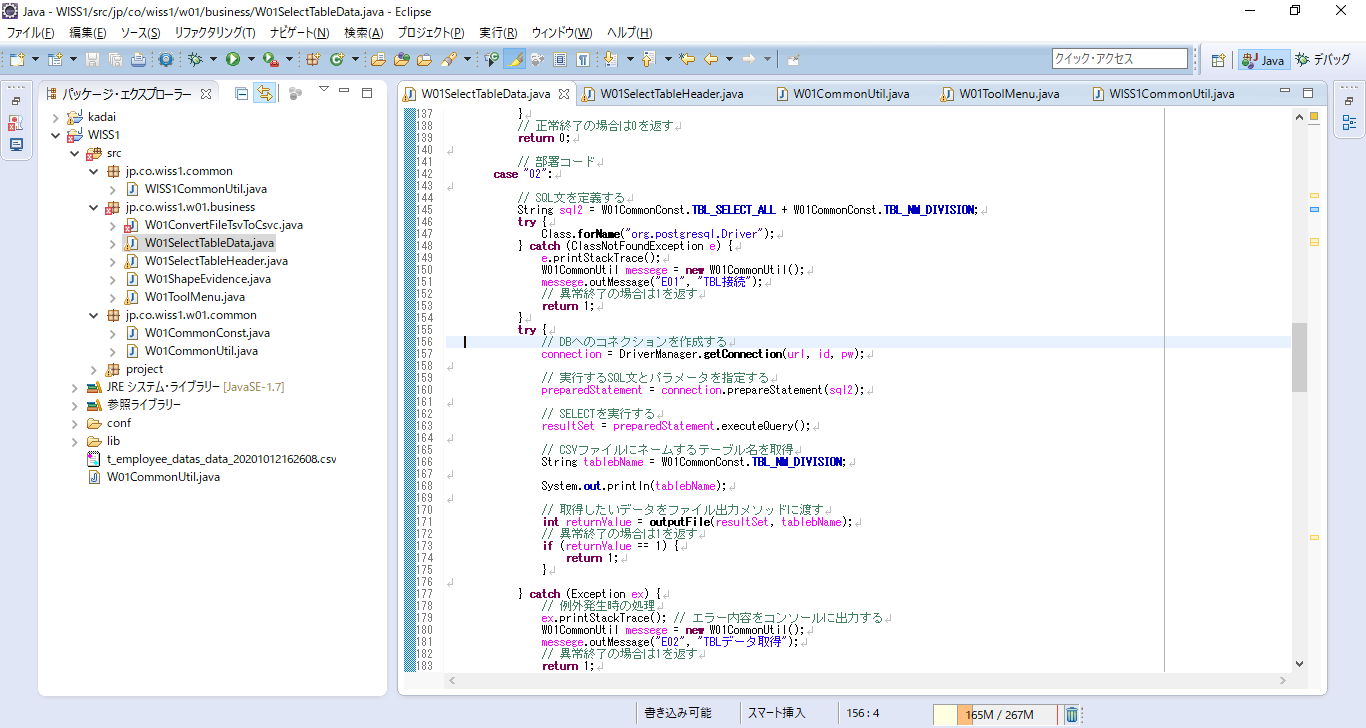 Java - WISS1/src/jp/co/wiss1/w01/business/W01SelectTableData.java - Eclipse
ファイル(F) 編集(E) ソース(S) リファクタリング(T) ナビゲート(N) 検索(A) プロジェクト(P) 実行(R) ウィンドウ(W) ヘルプ(H)
クイック・アクセス
Java
デバッグ
パッケージ・エクスプローラー
kadai
WISS1
src
jp.co.wiss1.common
WISS1CommonUtil.java
jp.co.wiss1.w01.business
W01ConvertFileTsvToCsvc.java
W01SelectTableData.java
W01SelectTableHeader.java
W01ShapeEvidence.java
W01ToolMenu.java
jp.co.wiss1.w01.common
W01CommonConst.java
W01CommonUtil.java
project
JRE システム・ライブラリー [JavaSE-1.7]
参照ライブラリー
conf
lib
t_employee_datas_data_20201012162608.csv
W01CommonUtil.java
W01SelectTableData.java W01SelectTableHeader.java W01CommonUtil.java W01ToolMenu.java WISS1CommonUtil.java
137 }
138 // 正常終了の場合は0を返す
139 return 0;
140
141 // 部署コード
142 case "02":
143
144 // SQL文を定義する
145 String sql2 = W01CommonConst.TBL_SELECT_ALL + W01CommonConst.TBL_NM_DIVISION;
146 try {
147 Class.forName("org.postgresql.Driver");
148 } catch (ClassNotFoundException e) {
149 e.printStackTrace();
150 W01CommonUtil messege = new W01CommonUtil();
151 messege.outMessage("E01", "TBL接続");
152 // 異常終了の場合は1を返す
153 return 1;
154 }
155 try {
156 // DBへのコネクションを作成する
157 connection = DriverManager.getConnection(url, id, pw);
158
159 // 実行するSQL文とパラメータを指定する
160 preparedStatement = connection.prepareStatement(sql2);
161
162 // SELECTを実行する
163 resultSet = preparedStatement.executeQuery();
164
165 // CSVファイルにネームするテーブル名を取得
166 String tablebName = W01CommonConst.TBL_NM_DIVISION;
167
168 System.out.println(tablebName);
169
170 // 取得したいデータをファイル出力メソッドに渡す
171 int returnValue = outputFile(resultSet, tablebName);
172 // 異常終了の場合は1を返す
173 if (returnValue == 1) {
174 return 1;
175 }
176
177 } catch (Exception ex) {
178 // 例外発生時の処理
179 ex.printStackTrace(); // エラー内容をコンソールに出力する
180 W01CommonUtil messege = new W01CommonUtil();
181 messege.outMessage("E02", "TBLデータ取得");
182 // 異常終了の場合は1を返す
183 return 1;
書き込み可能 スマート挿入 156 : 4 165M / 267M